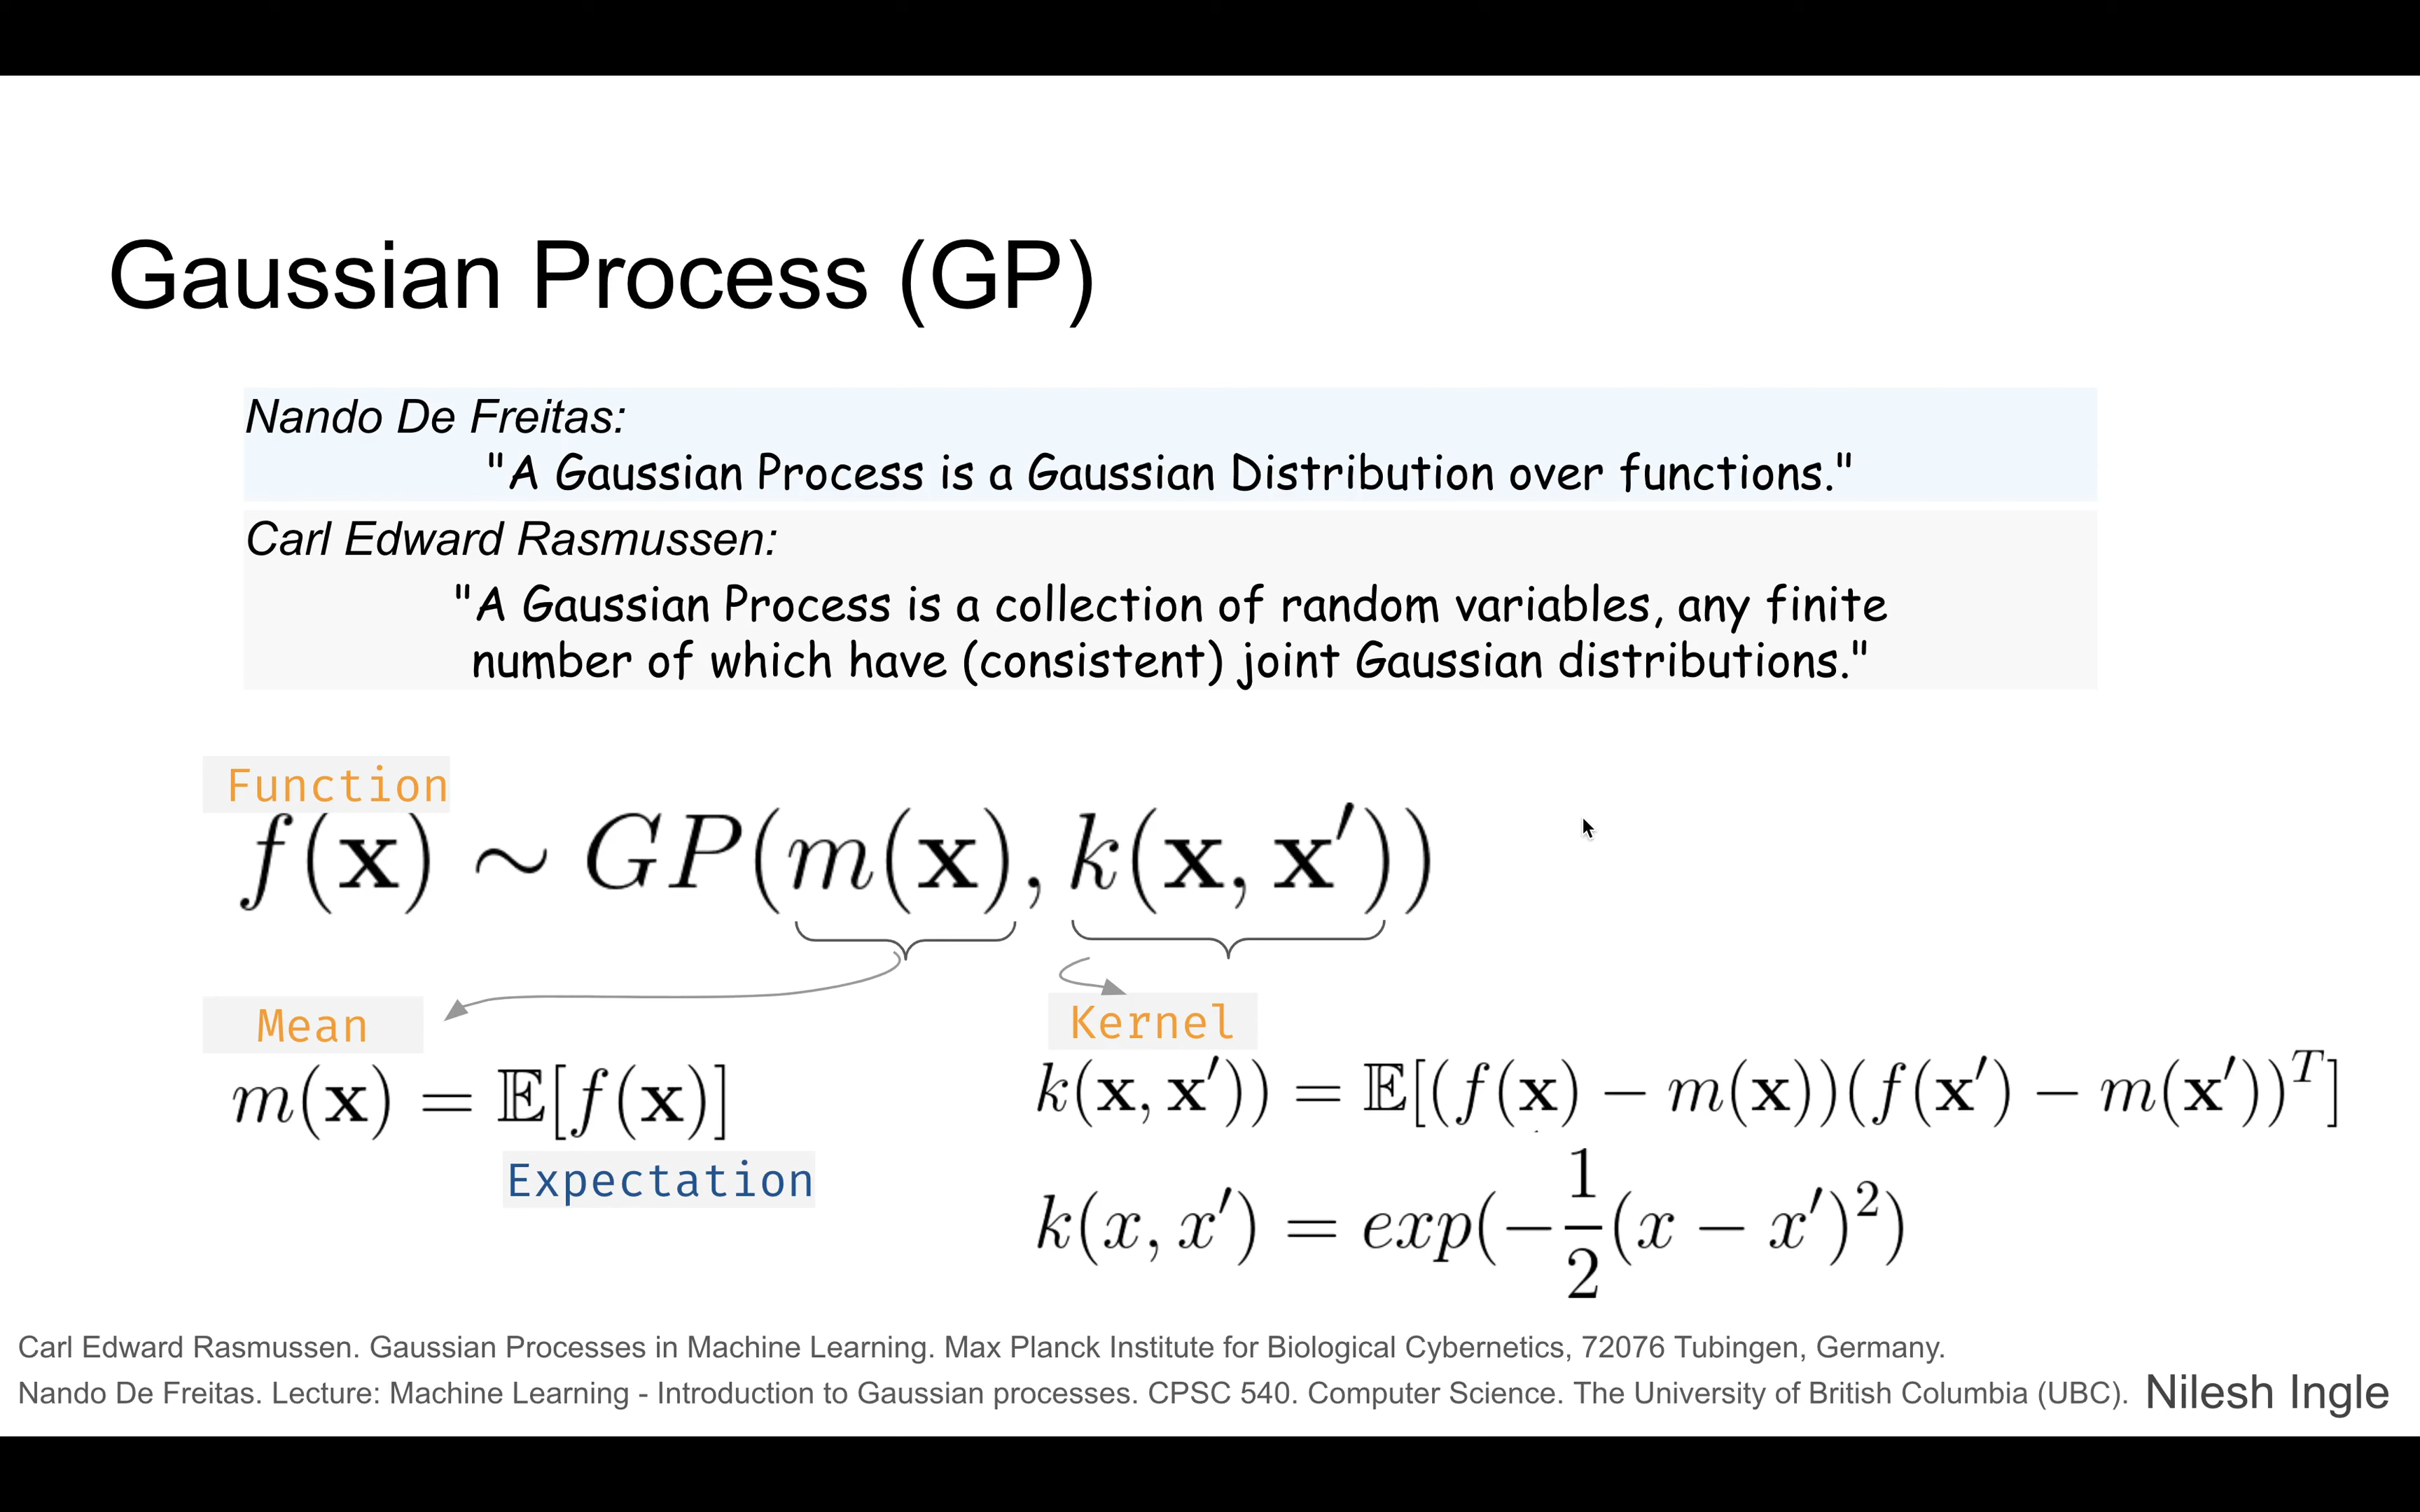 Gaussian Process (GP)
Nando De Freitas:
"A Gaussian Process is a Gaussian Distribution over functions."
Carl Edward Rasmussen:
"A Gaussian Process is a collection of random variables, any finite
number of which have (consistent) joint Gaussian distributions."
Function
f(x) ~ GP(m(x), k(x, x′))
Mean
m(x) = 𝔼[f(x)]
Expectation
Kernel
k(x, x′)) = 𝔼[(f(x) − m(x))(f(x′) − m(x′))ᵀ]
k(x, x′) = exp(−1/2(x − x′)²)
Carl Edward Rasmussen. Gaussian Processes in Machine Learning. Max Planck Institute for Biological Cybernetics, 72076 Tubingen, Germany.
Nando De Freitas. Lecture: Machine Learning - Introduction to Gaussian processes. CPSC 540. Computer Science. The University of British Columbia (UBC).
Nilesh Ingle